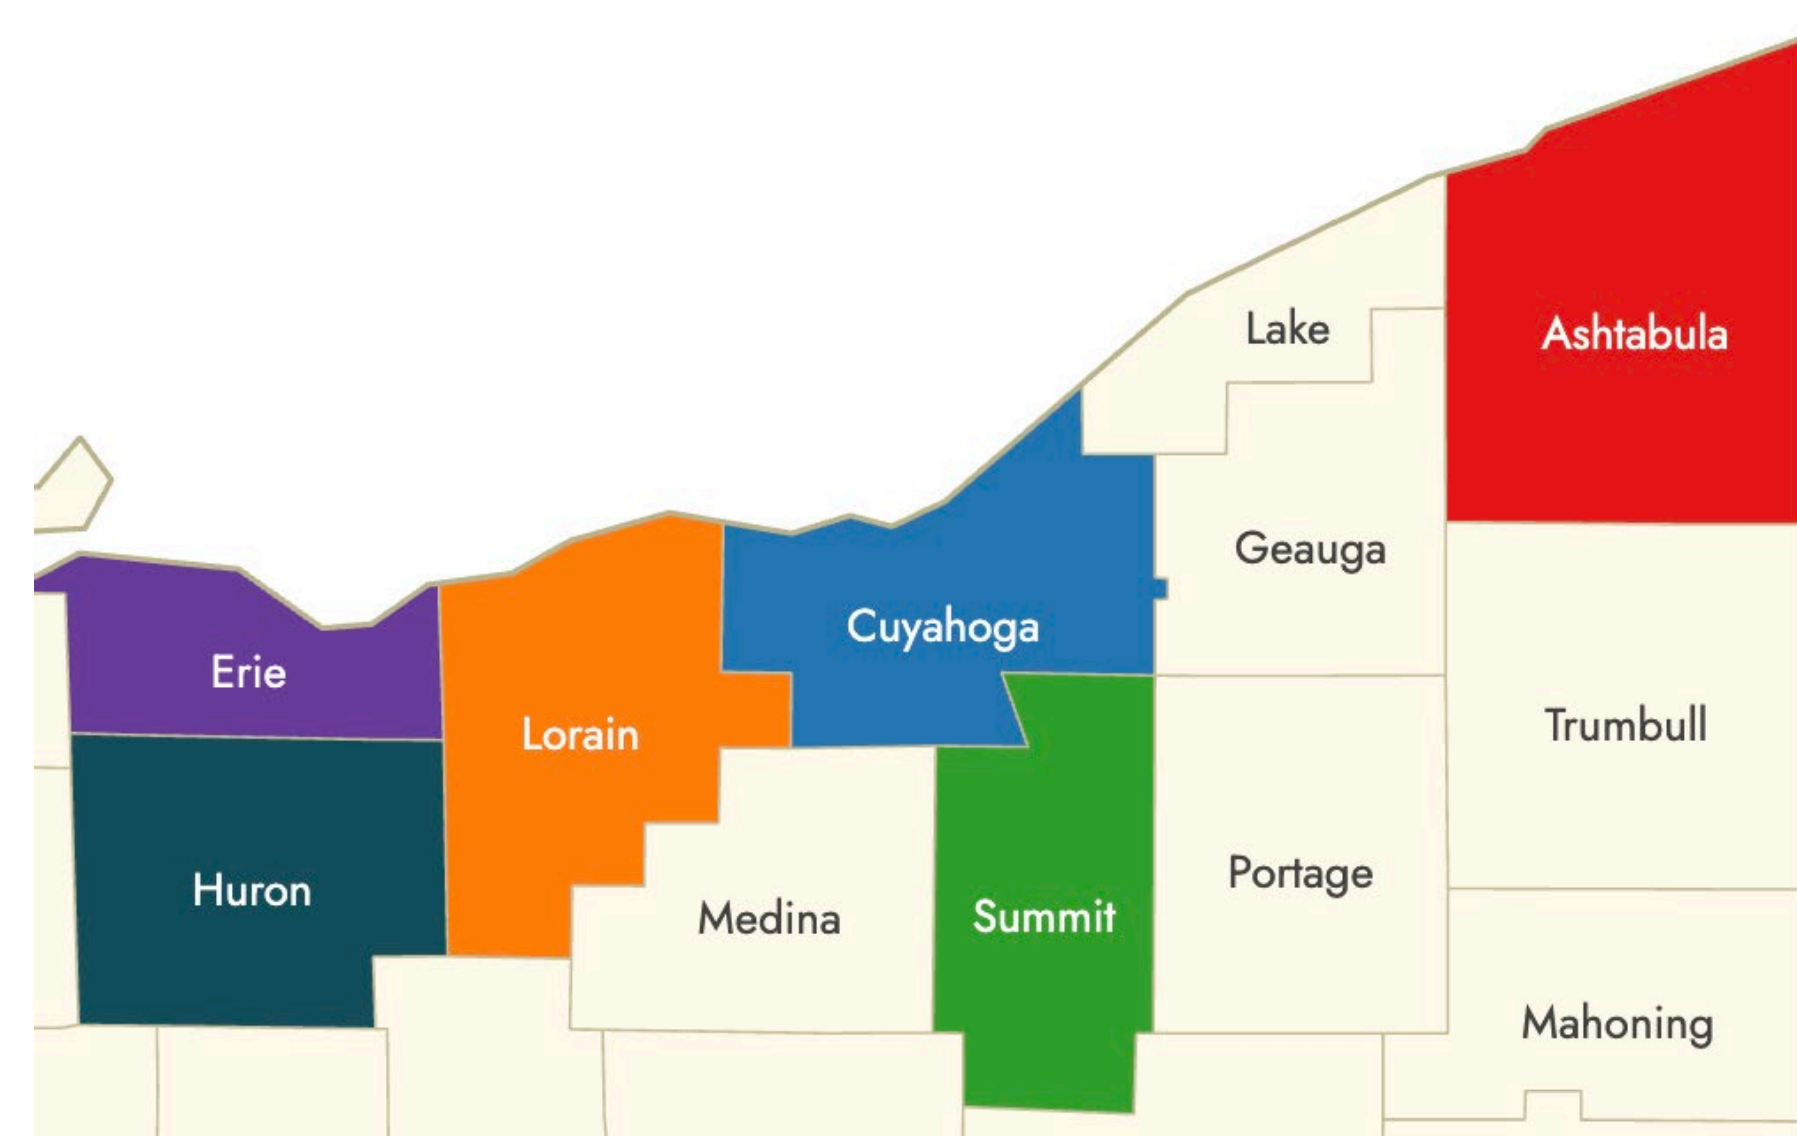 Lake
Ashtabula
Geauga
Cuyahoga
Erie
Trumbull
Lorain
Portage
Huron
Summit
Medina
Mahoning